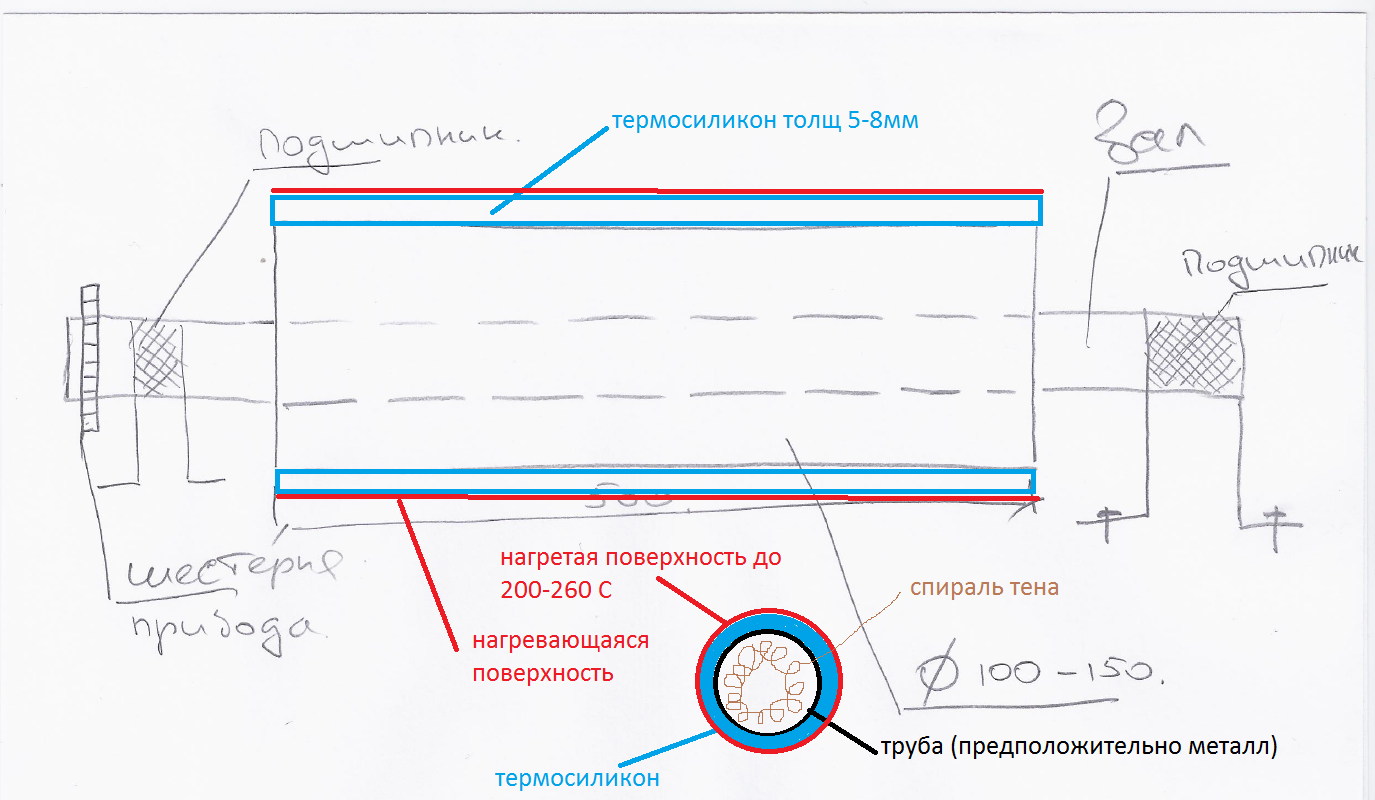 термосиликон толщ 5-8мм
подшипник.
вал
подшипник
500.
шестерня
привода
нагретая поверхность до
200-260 С
спираль тена
нагревающаяся
поверхность
Ø 100-150.
труба (предположительно металл)
термосиликон